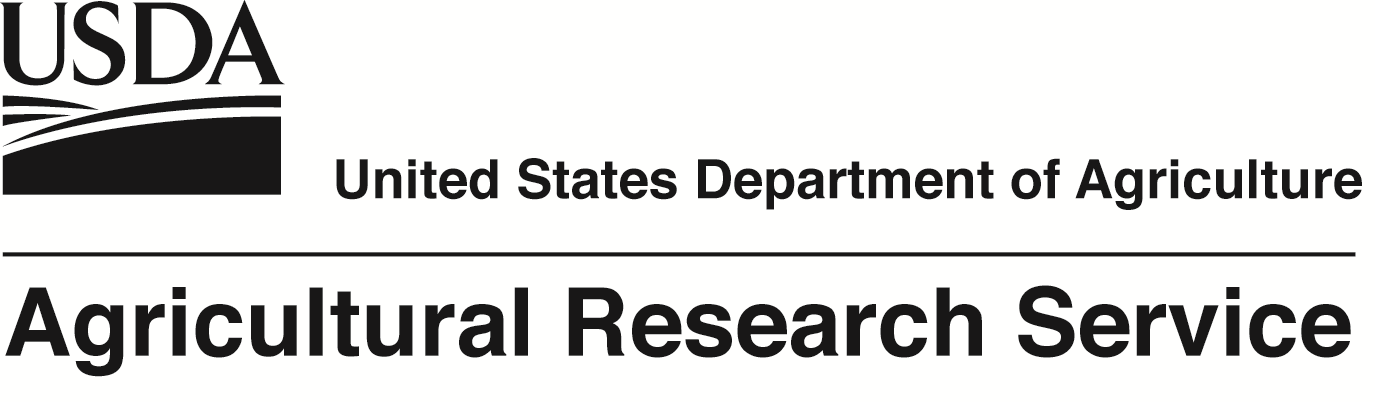 USDA
United States Department of Agriculture
Agricultural Research Service